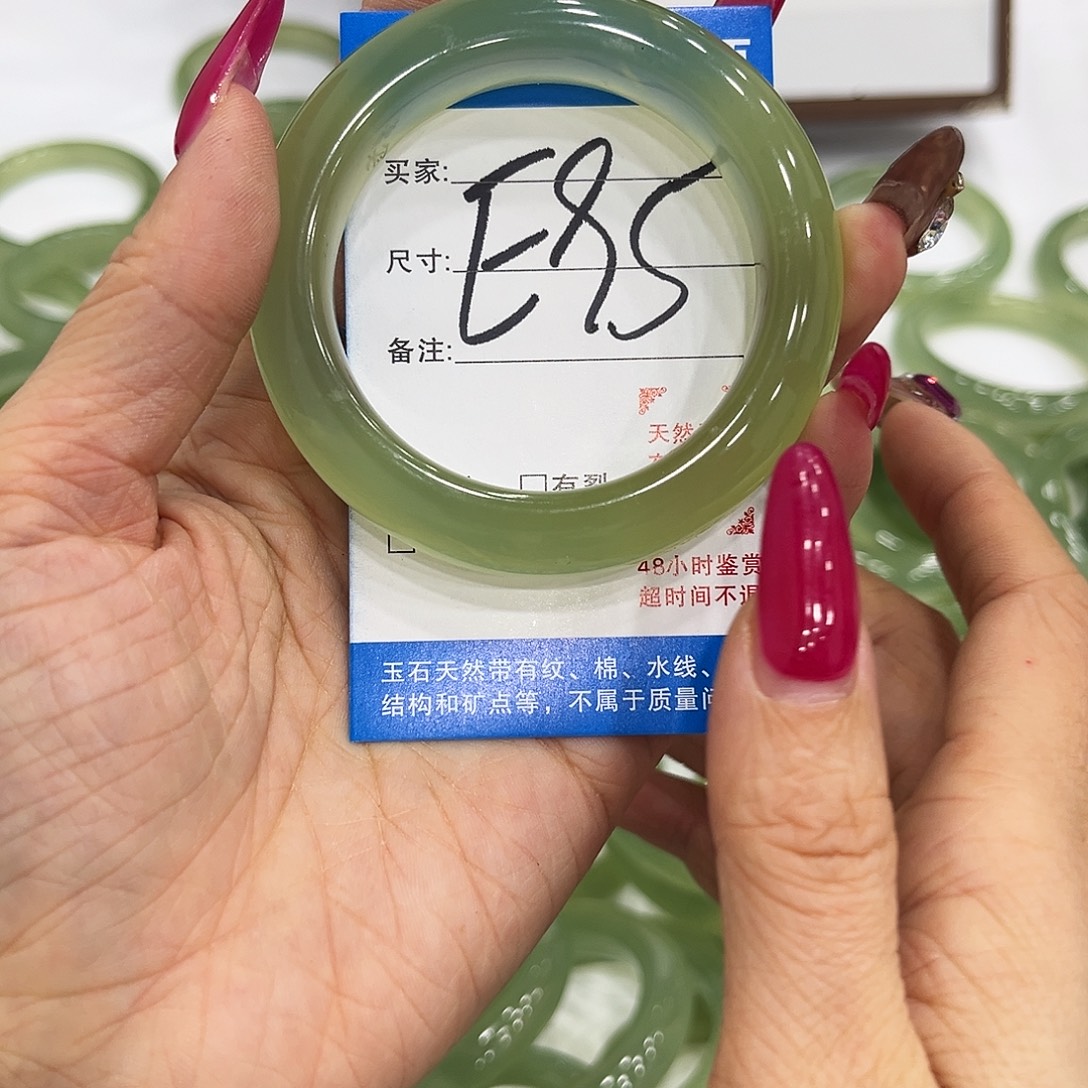 买家:
E85
尺寸:
备注:
天然
有裂
48小时鉴赏
超时间不退
玉石天然带有纹、棉、水线、
结构和矿点等，不属于质量问